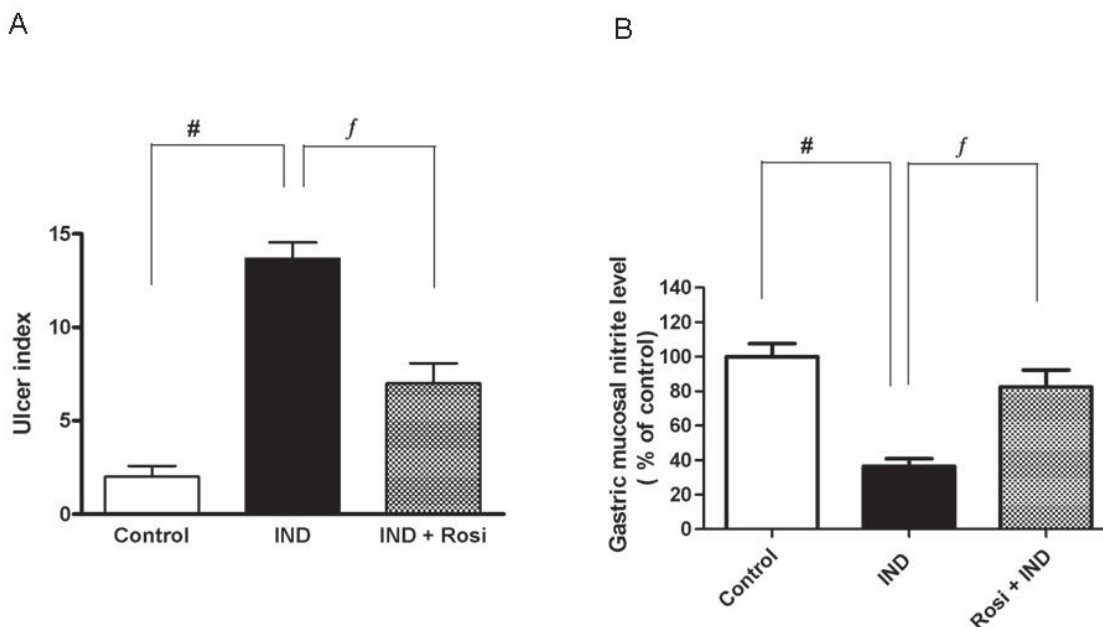 A
#
ƒ
Ulcer index
15
10
5
0
Control
IND
IND + Rosi
B
#
ƒ
Gastric mucosal nitrite level
( % of control)
140
120
100
80
60
40
20
0
Control
IND
Rosi + IND